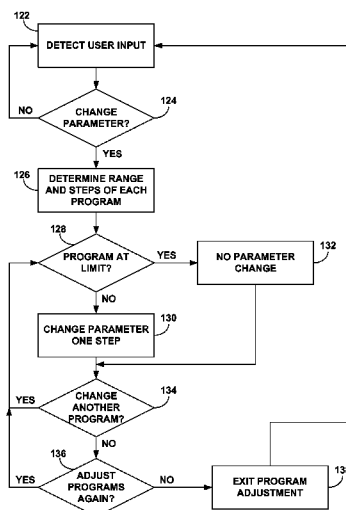 122
DETECT USER INPUT
NO
CHANGE
PARAMETER?
124
YES
126
DETERMINE RANGE
AND STEPS OF EACH
PROGRAM
128
PROGRAM AT
LIMIT?
YES
132
NO PARAMETER
CHANGE
NO
130
CHANGE PARAMETER
ONE STEP
YES
CHANGE
ANOTHER
PROGRAM?
134
NO
136
YES
ADJUST
PROGRAMS
AGAIN?
NO
EXIT PROGRAM
ADJUSTMENT